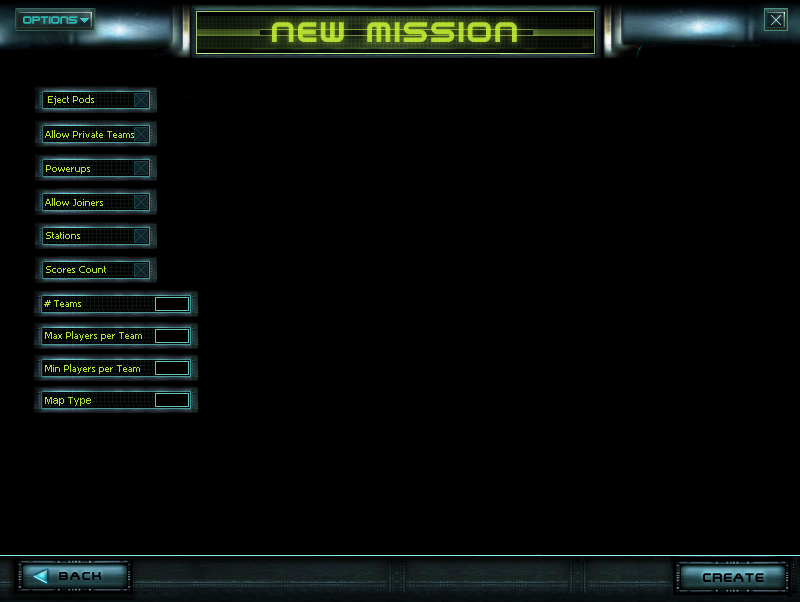 OPTIONS
NEW MISSION
Eject Pods
Allow Private Teams
Powerups
Allow Joiners
Stations
Scores Count
# Teams
Max Players per Team
Min Players per Team
Map Type
BACK
CREATE